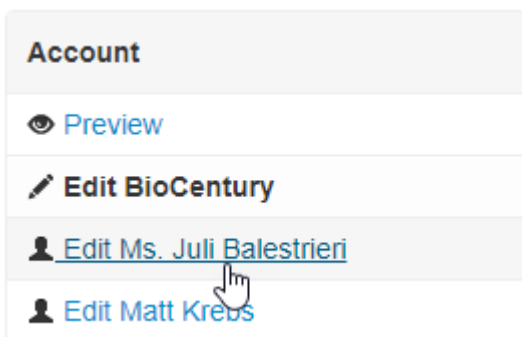 Account
Preview
Edit BioCentury
Edit Ms. Juli Balestrieri
Edit Matt Krebs